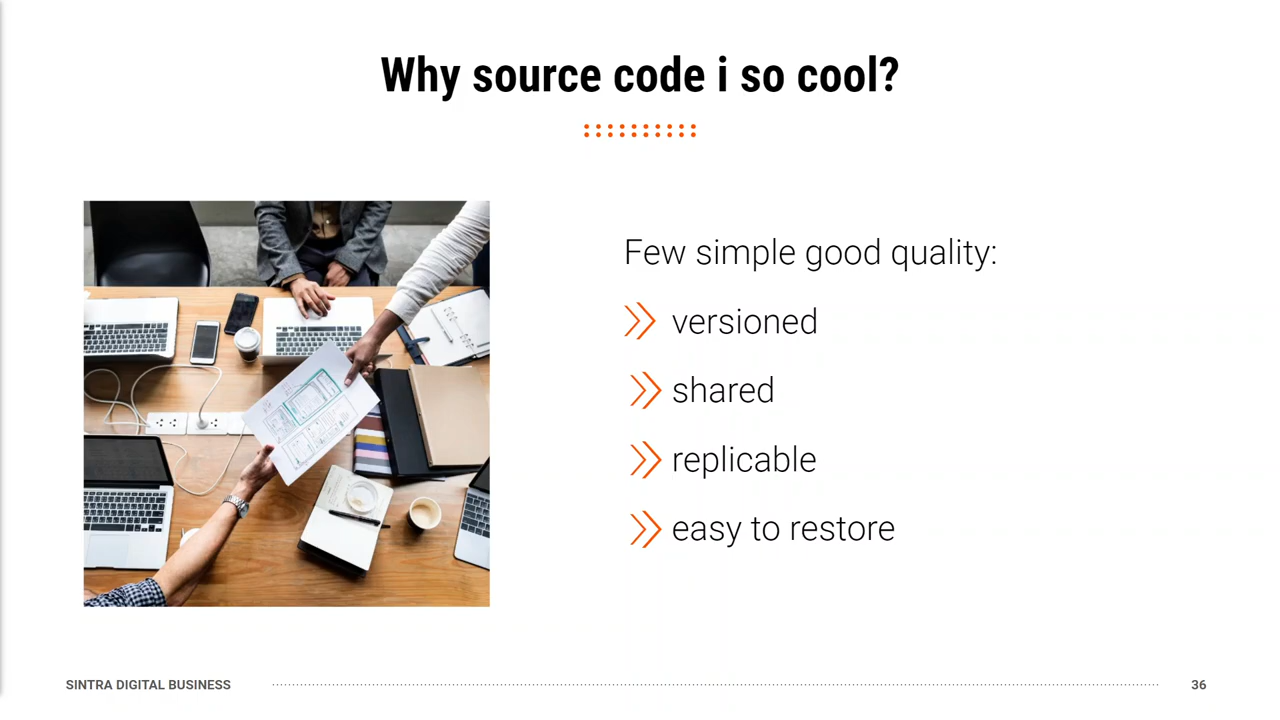 Why source code i so cool?
Few simple good quality:
versioned
shared
replicable
easy to restore
SINTRA DIGITAL BUSINESS
36